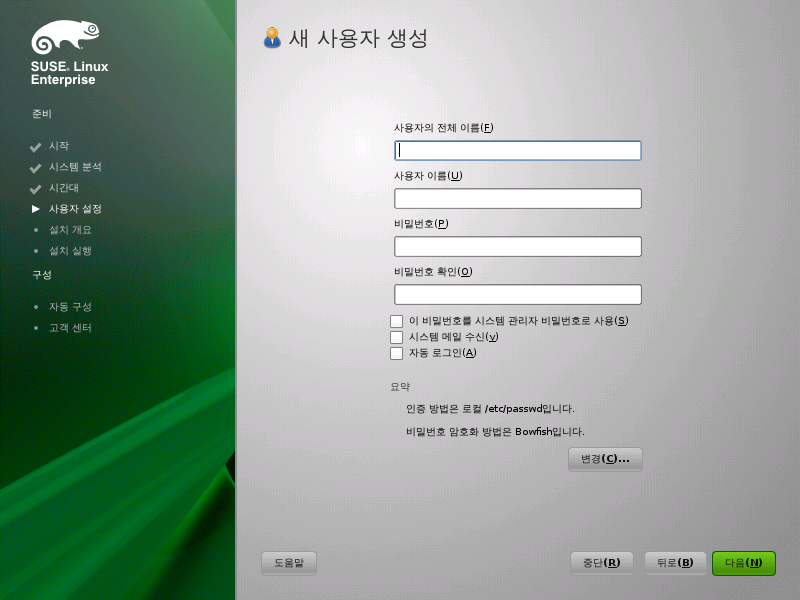 SUSE. Linux
Enterprise
준비
시작
시스템 분석
시간대
사용자 설정
설치 개요
설치 실행
구성
자동 구성
고객 센터
새 사용자 생성
사용자의 전체 이름(F)
사용자 이름(U)
비밀번호(P)
비밀번호 확인(O)
이 비밀번호를 시스템 관리자 비밀번호로 사용(S)
시스템 메일 수신(y)
자동 로그인(A)
요약
인증 방법은 로컬 /etc/passwd입니다.
비밀번호 암호화 방법은 Bowfish입니다.
변경(C)...
도움말
중단(R)
뒤로(B)
다음(N)